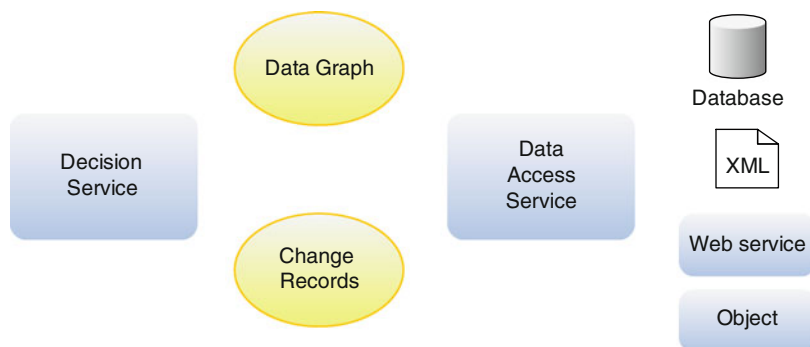 Data Graph
Decision
Service
Change
Records
Data
Access
Service
Database
XML
Web service
Object